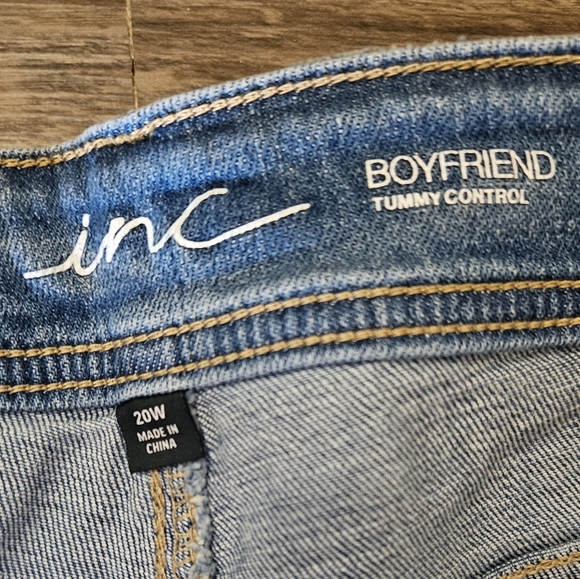 inc
BOYFRIEND
TUMMY CONTROL
20W
MADE IN
CHINA